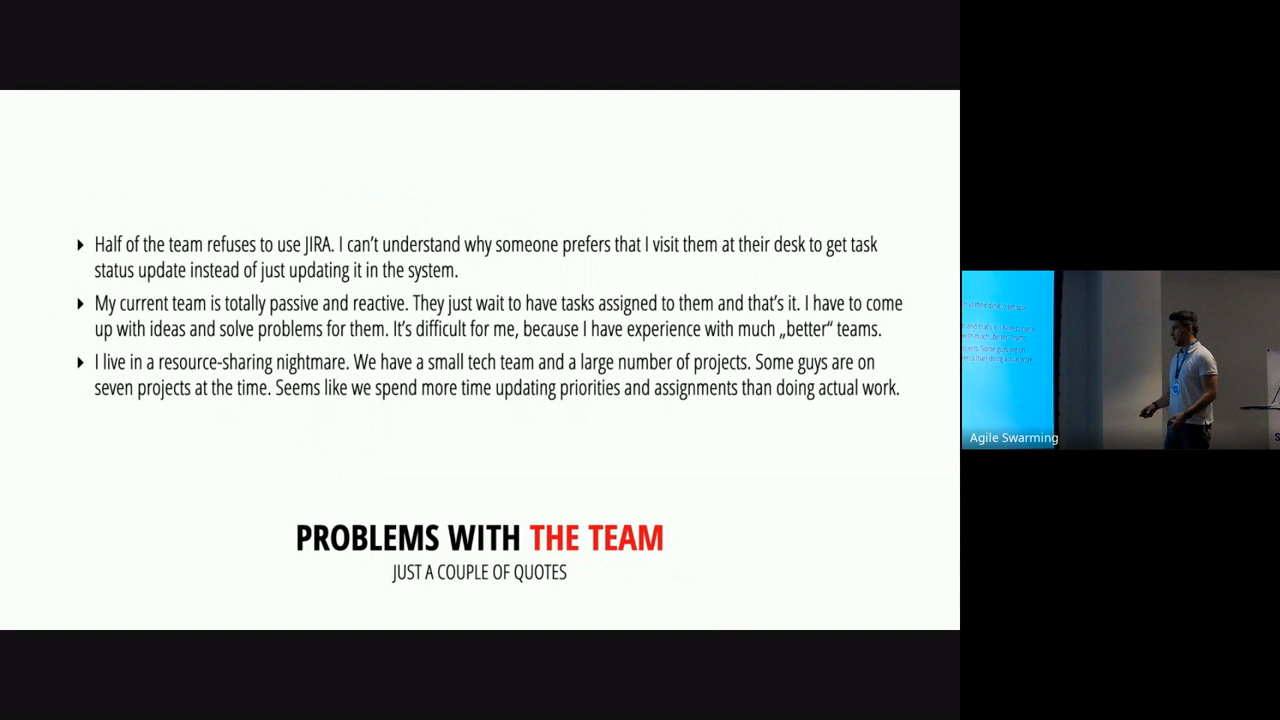 Half of the team refuses to use JIRA. I can't understand why someone prefers that I visit them at their desk to get task
status update instead of just updating it in the system.
My current team is totally passive and reactive. They just wait to have tasks assigned to them and that's it. I have to come
up with ideas and solve problems for them. It's difficult for me, because I have experience with much „better“ teams.
I live in a resource-sharing nightmare. We have a small tech team and a large number of projects. Some guys are on
seven projects at the time. Seems like we spend more time updating priorities and assignments than doing actual work.
PROBLEMS WITH THE TEAM
JUST A COUPLE OF QUOTES
Agile Swarming